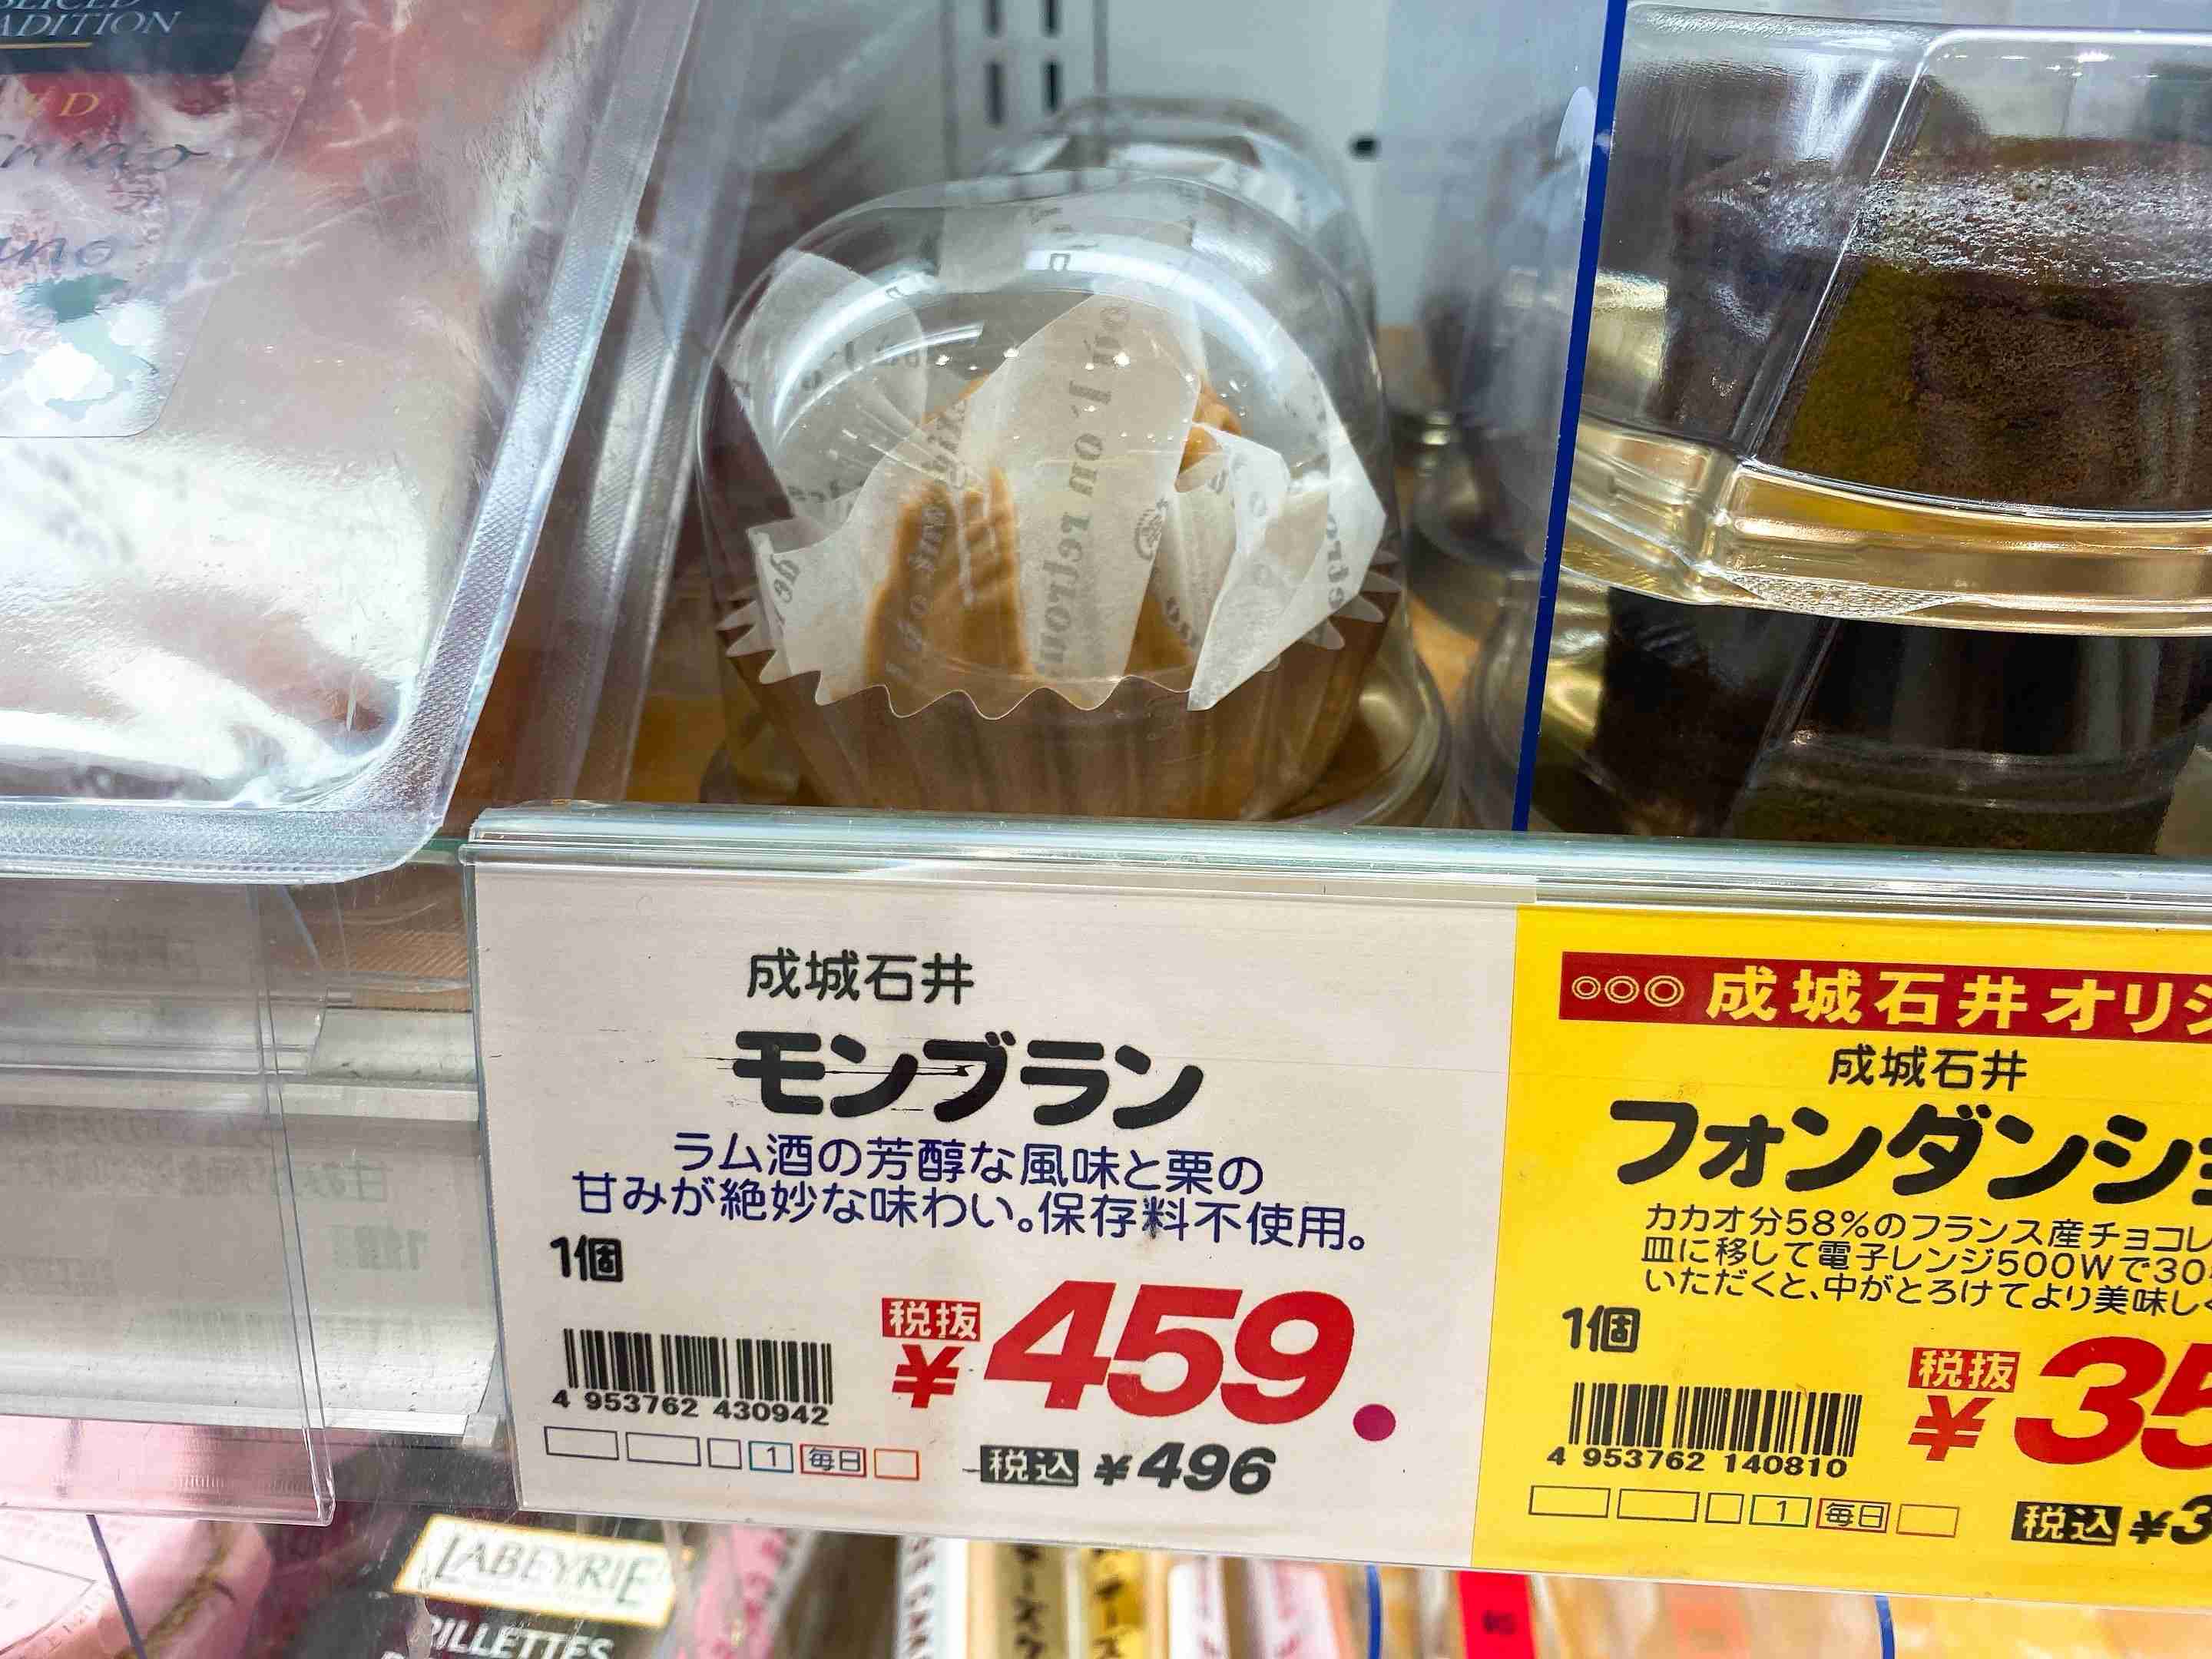 成城石井
モンブラン
ラム酒の芳醇な風味と栗の
甘みが絶妙な味わい。保存料不使用。
1個
税抜
¥459.
4 953762 430942
1 毎日
税込 ¥496
◎◎◎ 成城石井オリジ
成城石井
フォンダンショ
カカオ分58%のフランス産チョコレ
皿に移して電子レンジ500Wで30
いただくと、中がとろけてより美味し
1個
税抜
¥35
4 953762 140810
1 毎日
税込 ¥3
LABEYRIE
RILLETTES